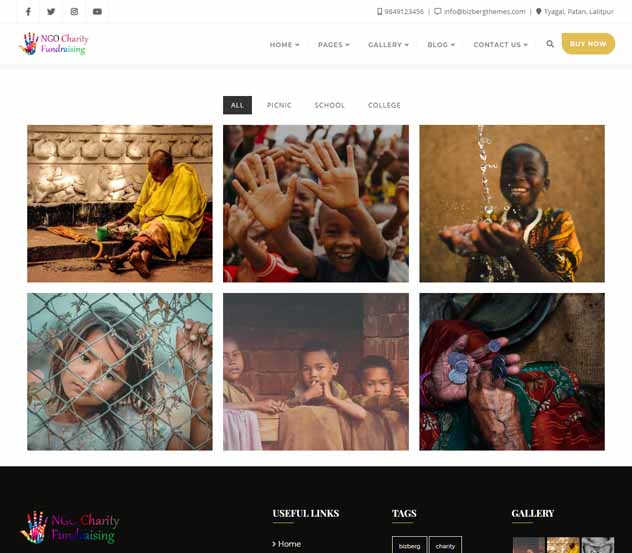 9849123456 | info@bizbergthemes.com | Tyagal, Patan, Lalitpur
NGO Charity
Fundraising
HOME PAGES GALLERY BLOG CONTACT US BUY NOW
ALL PICNIC SCHOOL COLLEGE
NGO Charity
Fundraising
USEFUL LINKS
Home
TAGS
bizberg charity
GALLERY